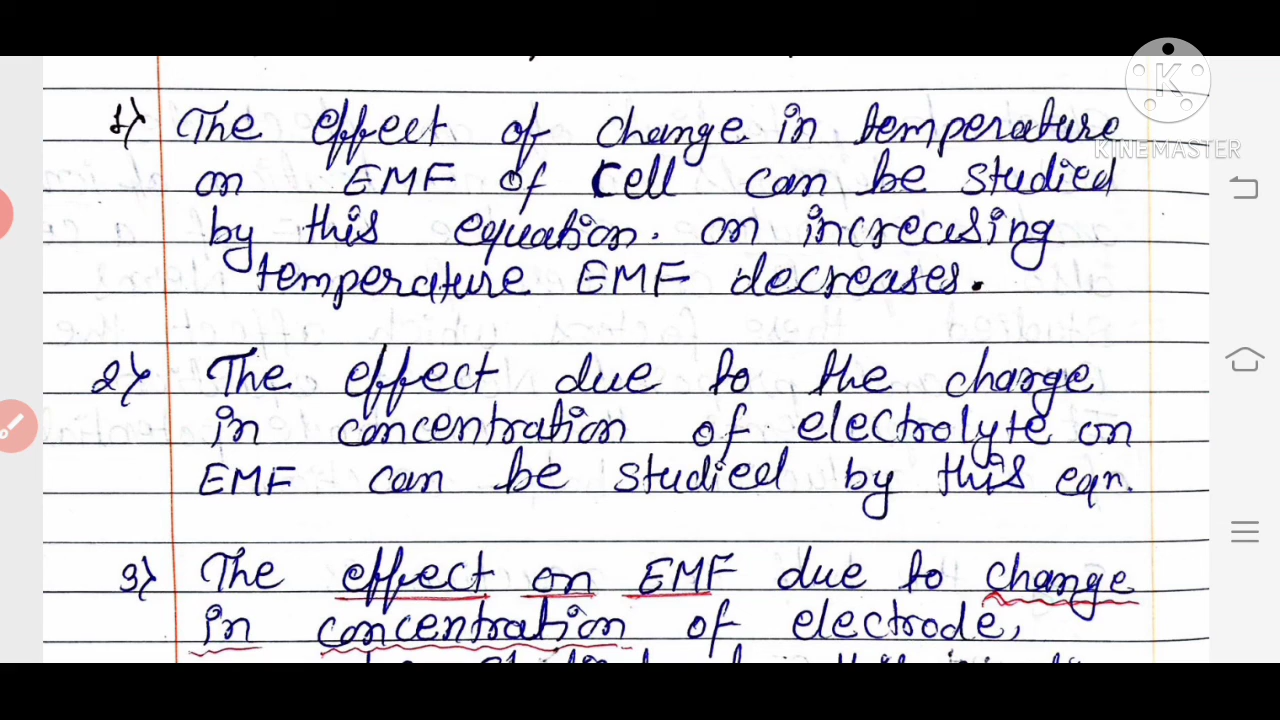 1) The effect of change in temperature
on EMF of Cell can be studied
by this equation. on increasing
temperature EMF decreases.
2) The effect due to the change
in concentration of electrolyte on
EMF can be studied by this eqn.
3) The effect on EMF due to change
in concentration of electrode,
K
KINEMASTER